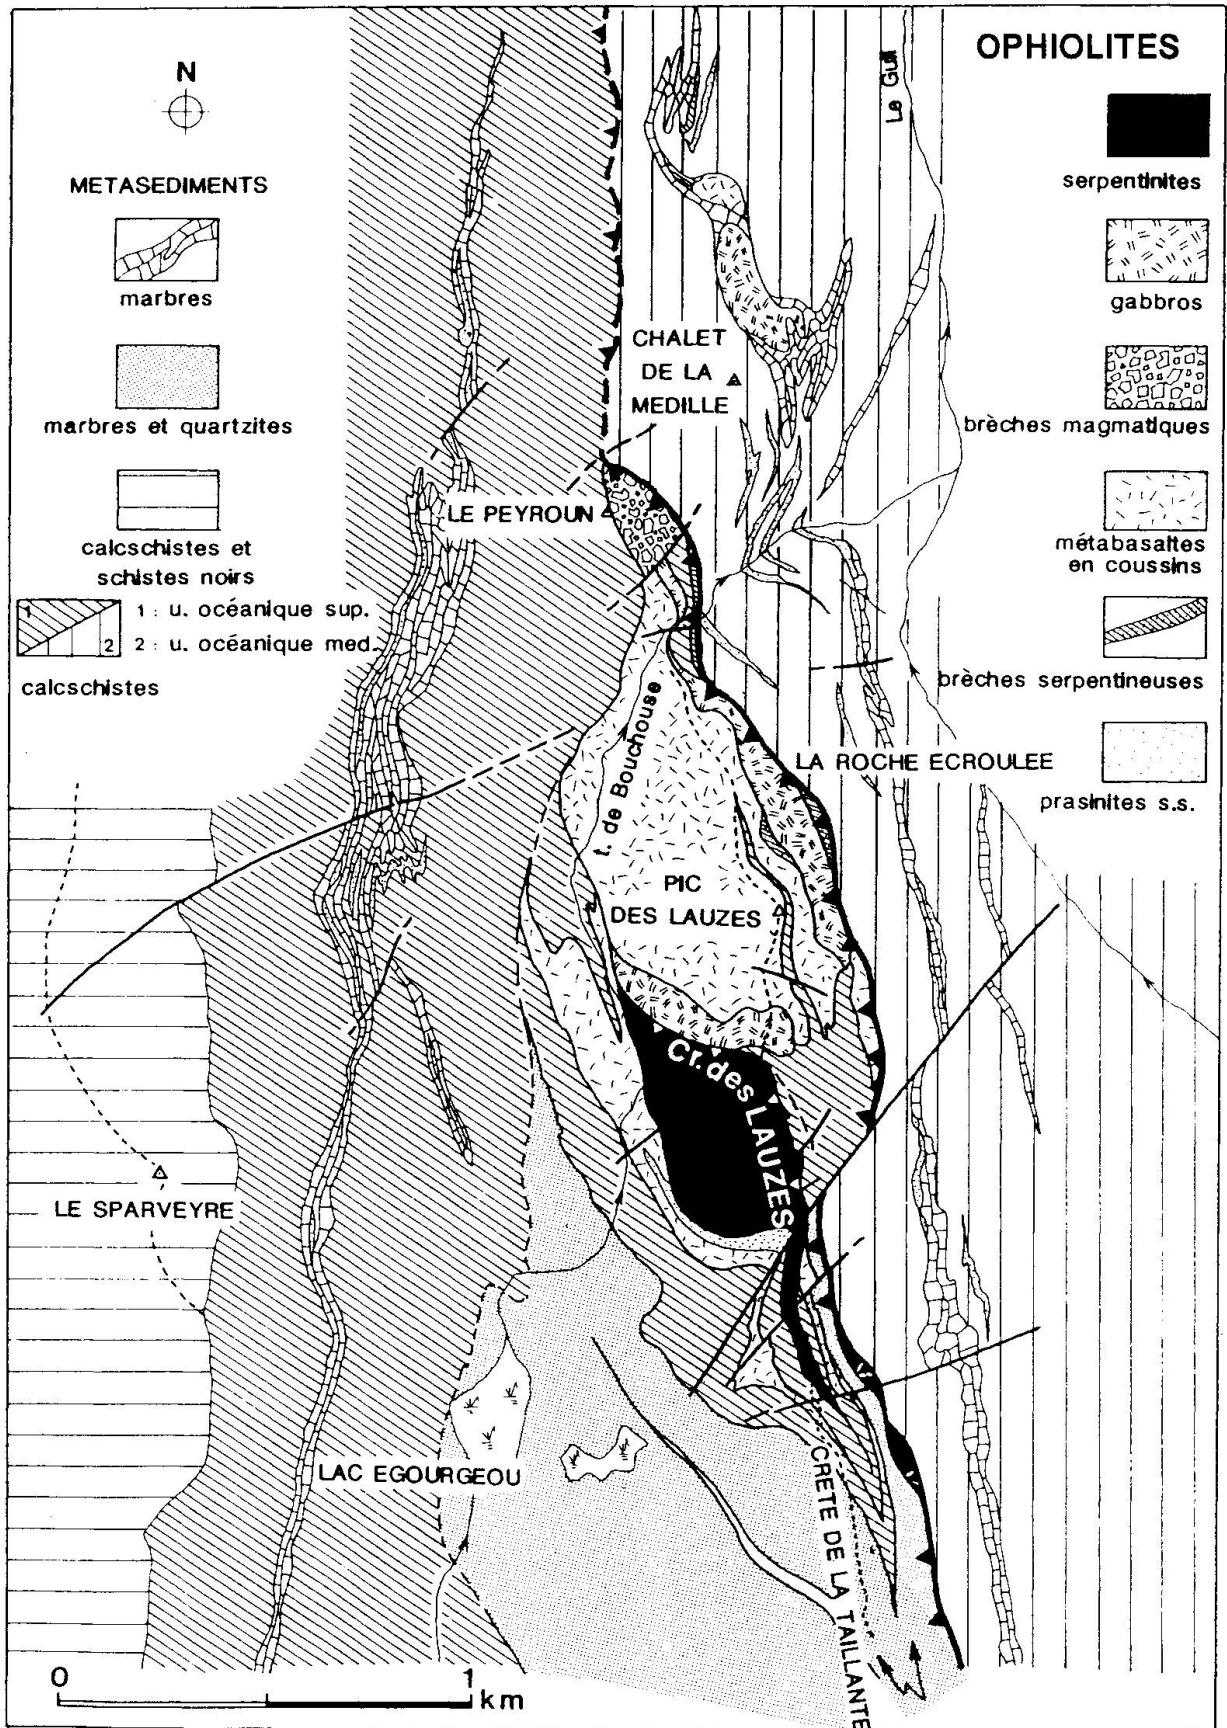 OPHIOLITES
Le Guil
N
METASEDIMENTS
marbres
marbres et quartzites
calcschistes et
schistes noirs
1
2
1 : u. océanique sup.
2 : u. océanique med.
calcschistes
serpentinites
gabbros
brèches magmatiques
métabasaltes
en coussins
brèches serpentineuses
prasinites s.s.
CHALET
DE LA
MEDILLE
LE PEYROUN
t. de Bouchouse
LA ROCHE ECROULEE
PIC
DES LAUZES
Cr. des LAUZES
LE SPARVEYRE
LAC EGOURGEOU
CRETE DE LA TAILLANTE
0
1
km